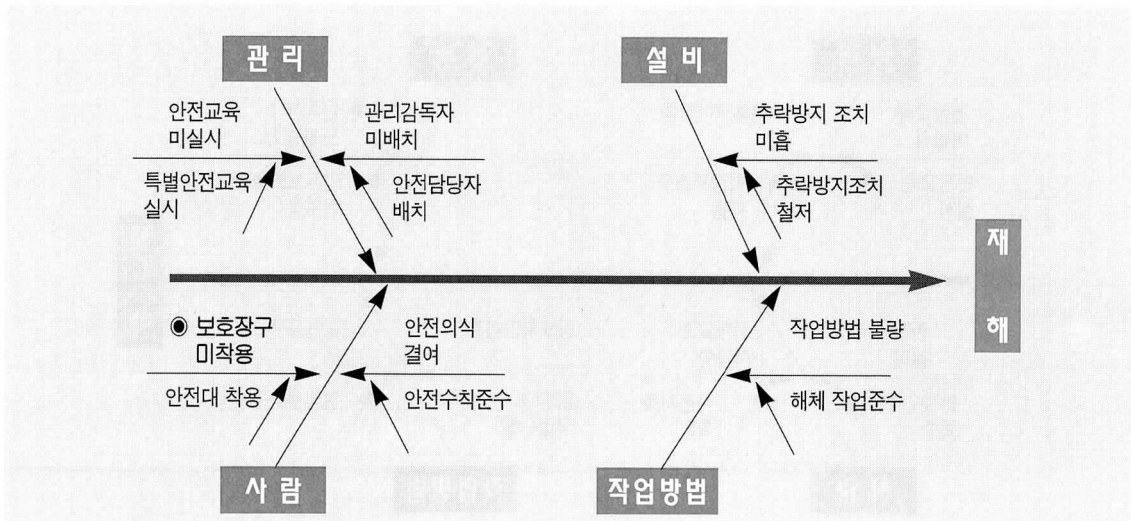 관 리
설 비
안전교육
미실시
관리감독자
미배치
추락방지 조치
미흡
특별안전교육
실시
안전담당자
배치
추락방지조치
철저
재
해
◉ 보호장구
미착용
안전의식
결여
작업방법 불량
안전대 착용
안전수칙준수
해체 작업준수
사 람
작업방법